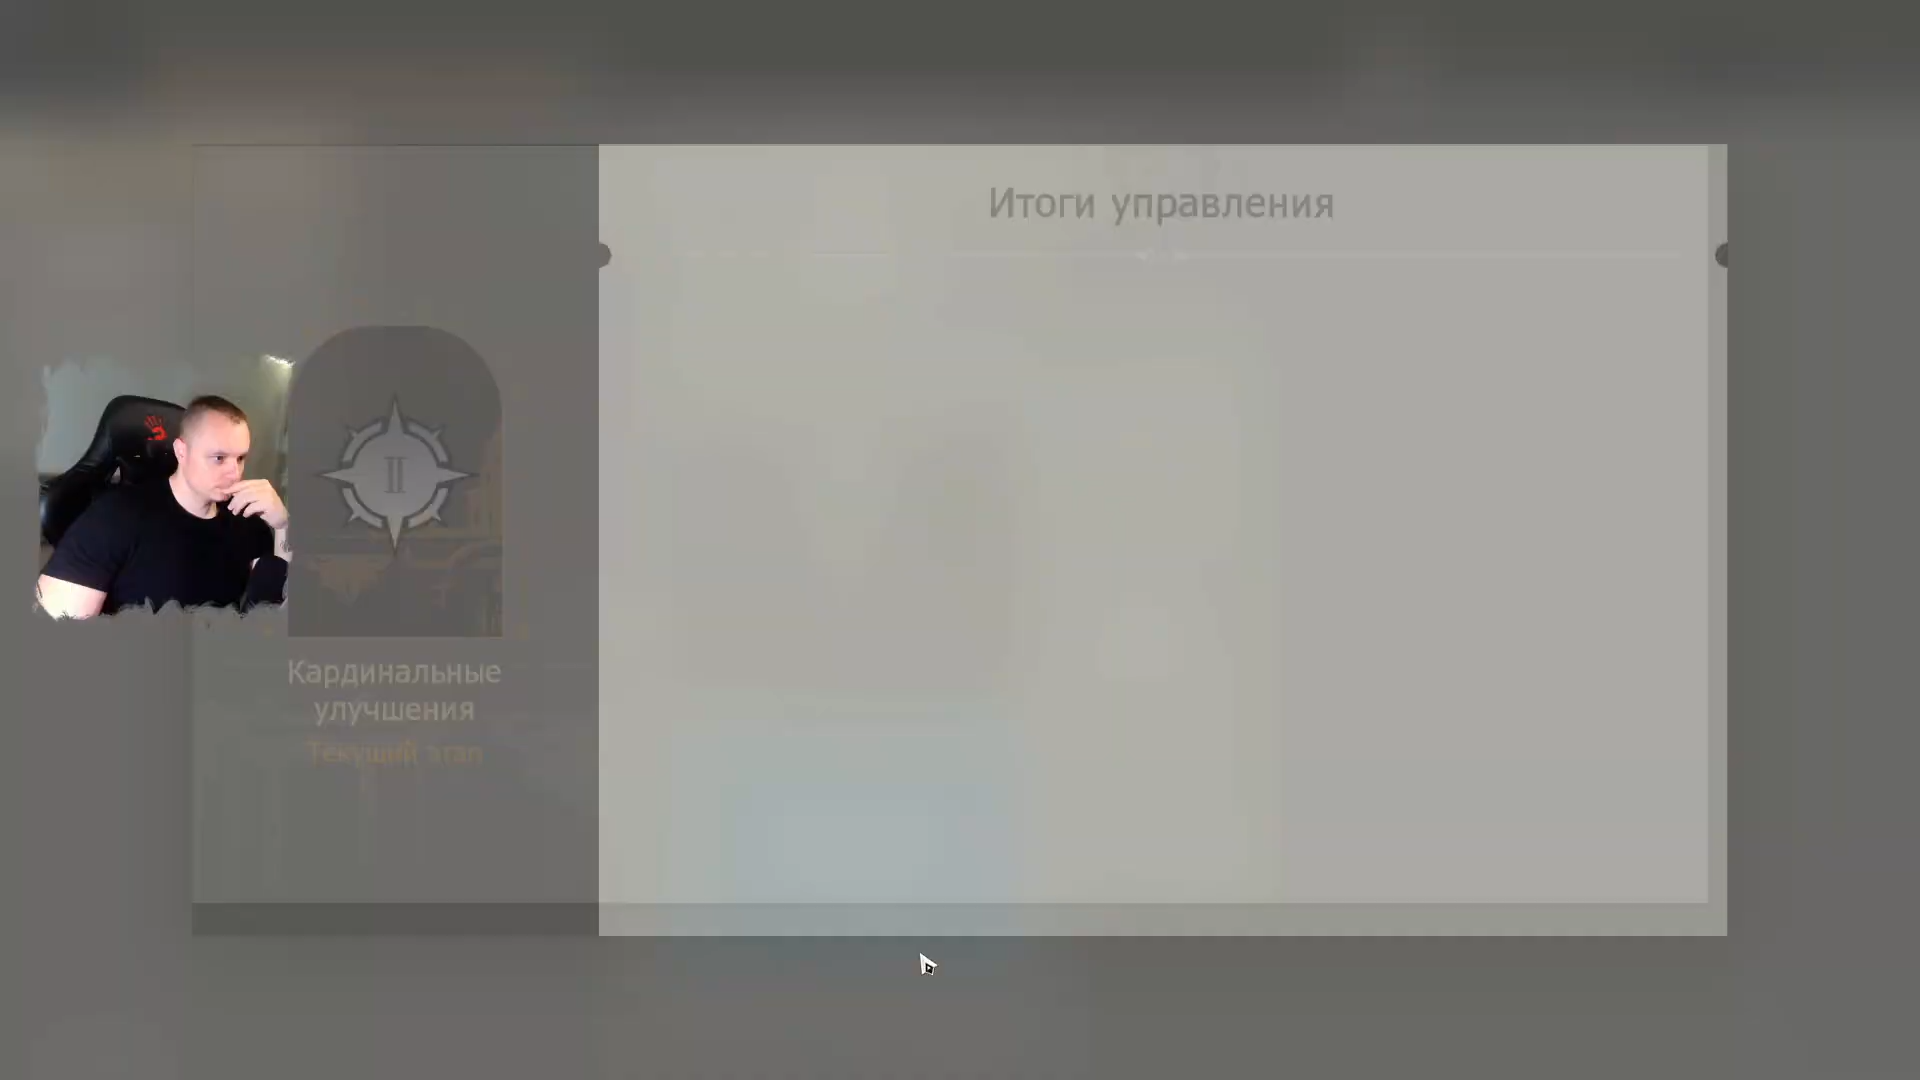 Итоги управления
II
Кардинальные
улучшения
Текущий этап